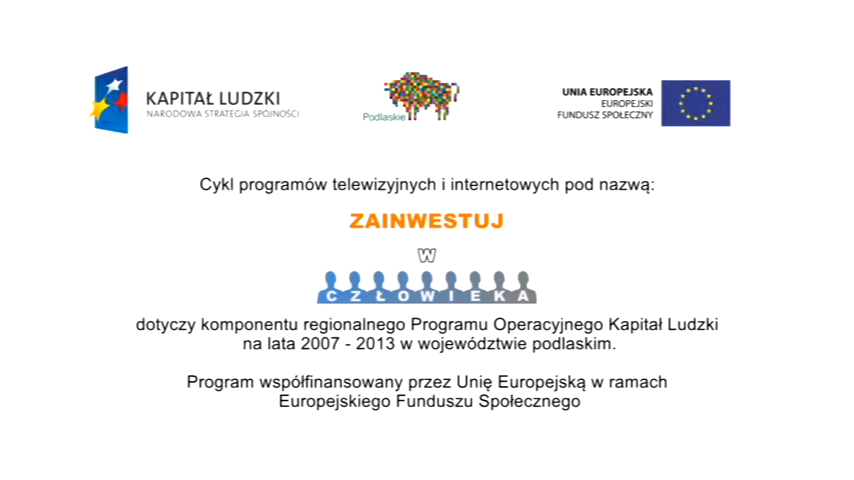 KAPITAŁ LUDZKI
NARODOWA STRATEGIA SPÓJNOŚCI
Podlaskie
UNIA EUROPEJSKA
EUROPEJSKI
FUNDUSZ SPOŁECZNY
Cykl programów telewizyjnych i internetowych pod nazwą:
ZAINWESTUJ
W
CZŁOWIEKA
dotyczy komponentu regionalnego Programu Operacyjnego Kapitał Ludzki
na lata 2007 - 2013 w województwie podlaskim.
Program współfinansowany przez Unię Europejską w ramach
Europejskiego Funduszu Społecznego